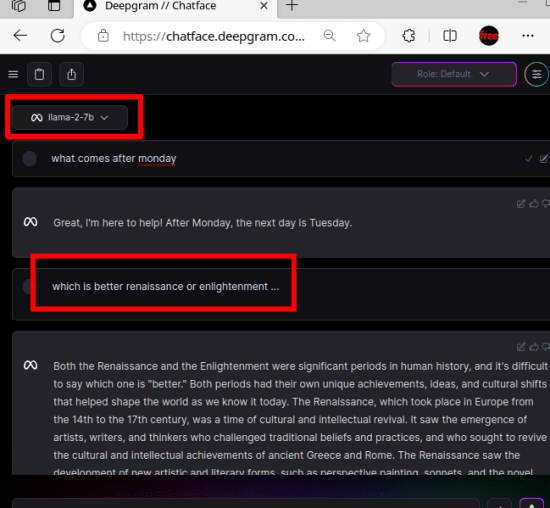 Deepgram // Chatface
https://chatface.deepgram.co...
free
Role: Default
llama-2-7b
what comes after monday
Great, I'm here to help! After Monday, the next day is Tuesday.
which is better renaissance or enlightenment ...
Both the Renaissance and the Enlightenment were significant periods in human history, and it's difficult
to say which one is "better." Both periods had their own unique achievements, ideas, and cultural shifts
that helped shape the world as we know it today. The Renaissance, which took place in Europe from
the 14th to the 17th century, was a time of cultural and intellectual revival. It saw the emergence of
artists, writers, and thinkers who challenged traditional beliefs and practices, and who sought to revive
the cultural and intellectual achievements of ancient Greece and Rome. The Renaissance saw the
development of new artistic and literary forms, such as perspective painting, sonnets, and the novel